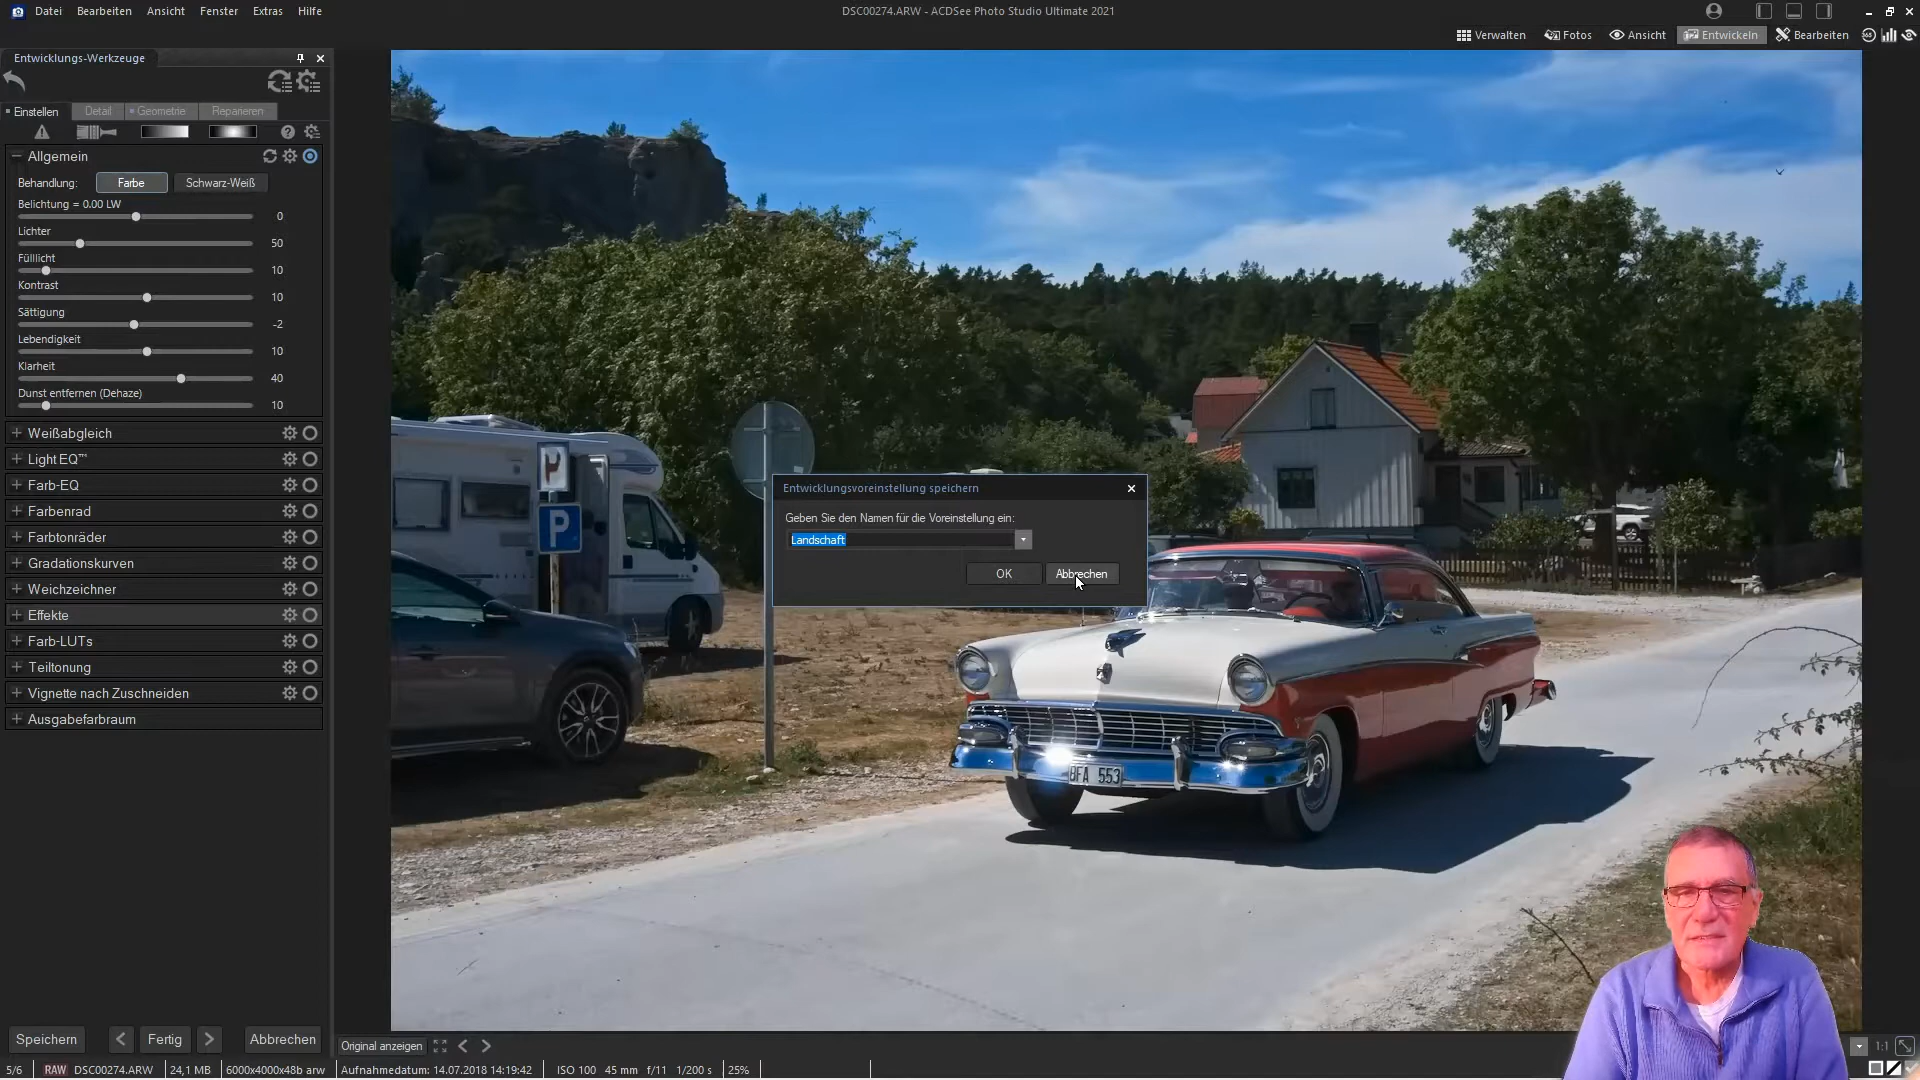 Datei Bearbeiten Ansicht Fenster Extras Hilfe
DSC00274.ARW - ACDSee Photo Studio Ultimate 2021
Verwalten Fotos Ansicht Entwickeln Bearbeiten 365
Entwicklungs-Werkzeuge
Einstellen Detail Geometrie Reparieren
Allgemein
Behandlung: Farbe Schwarz-Weiß
Belichtung = 0.00 LW
0
Lichter
50
Fülllicht
10
Kontrast
10
Sättigung
-2
Lebendigkeit
10
Klarheit
40
Dunst entfernen (Dehaze)
10
Weißabgleich
Light EQ™
Farb-EQ
Farbenrad
Farbtonräder
Gradationskurven
Weichzeichner
Effekte
Farb-LUTs
Teiltonung
Vignette nach Zuschneiden
Ausgabefarbraum
P
Entwicklungsvoreinstellung speichern
Geben Sie den Namen für die Voreinstellung ein:
Landschaft
OK Abbrechen
BFA 553
Speichern < Fertig > Abbrechen
Original anzeigen
1:1
5/6 RAW DSC00274.ARW 24,1 MB 6000x4000x48b arw Aufnahmedatum: 14.07.2018 14:19:42 ISO 100 45 mm f/11 1/200 s 25%